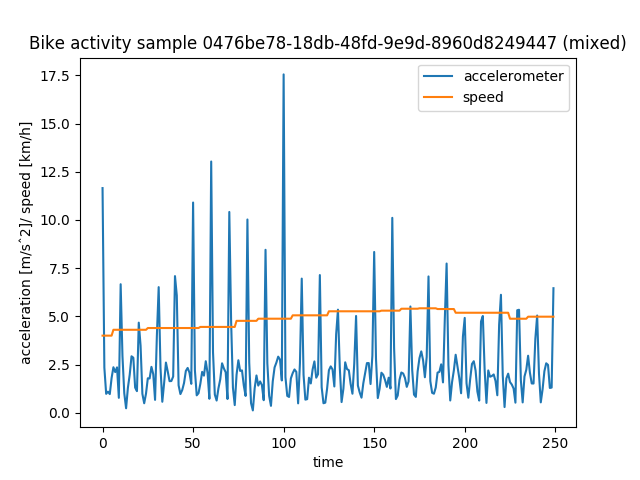 Bike activity sample 0476be78-18db-48fd-9e9d-8960d8249447 (mixed)
accelerometer
speed
acceleration [m/s^2]/ speed [km/h]
17.5
15.0
12.5
10.0
7.5
5.0
2.5
0.0
0 50 100 150 200 250
time